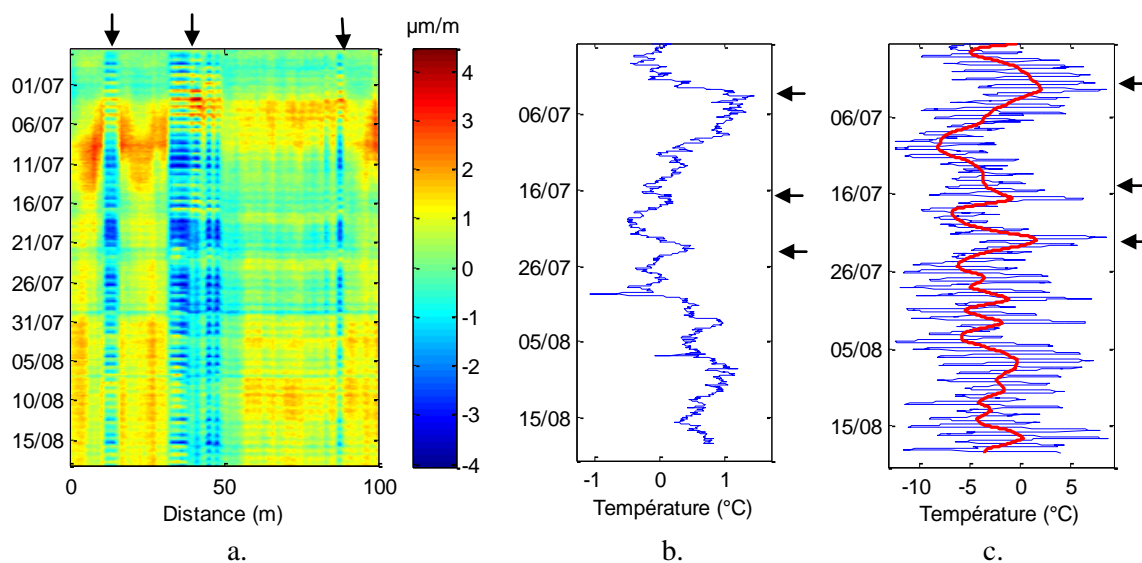 µm/m
01/07
06/07
11/07
16/07
21/07
26/07
31/07
05/08
10/08
15/08
0 50 100
Distance (m)
4
3
2
1
0
-1
-2
-3
-4
a.
06/07
16/07
26/07
05/08
15/08
-1 0 1
Température (°C)
b.
06/07
16/07
26/07
05/08
15/08
-10 -5 0 5
Température (°C)
c.